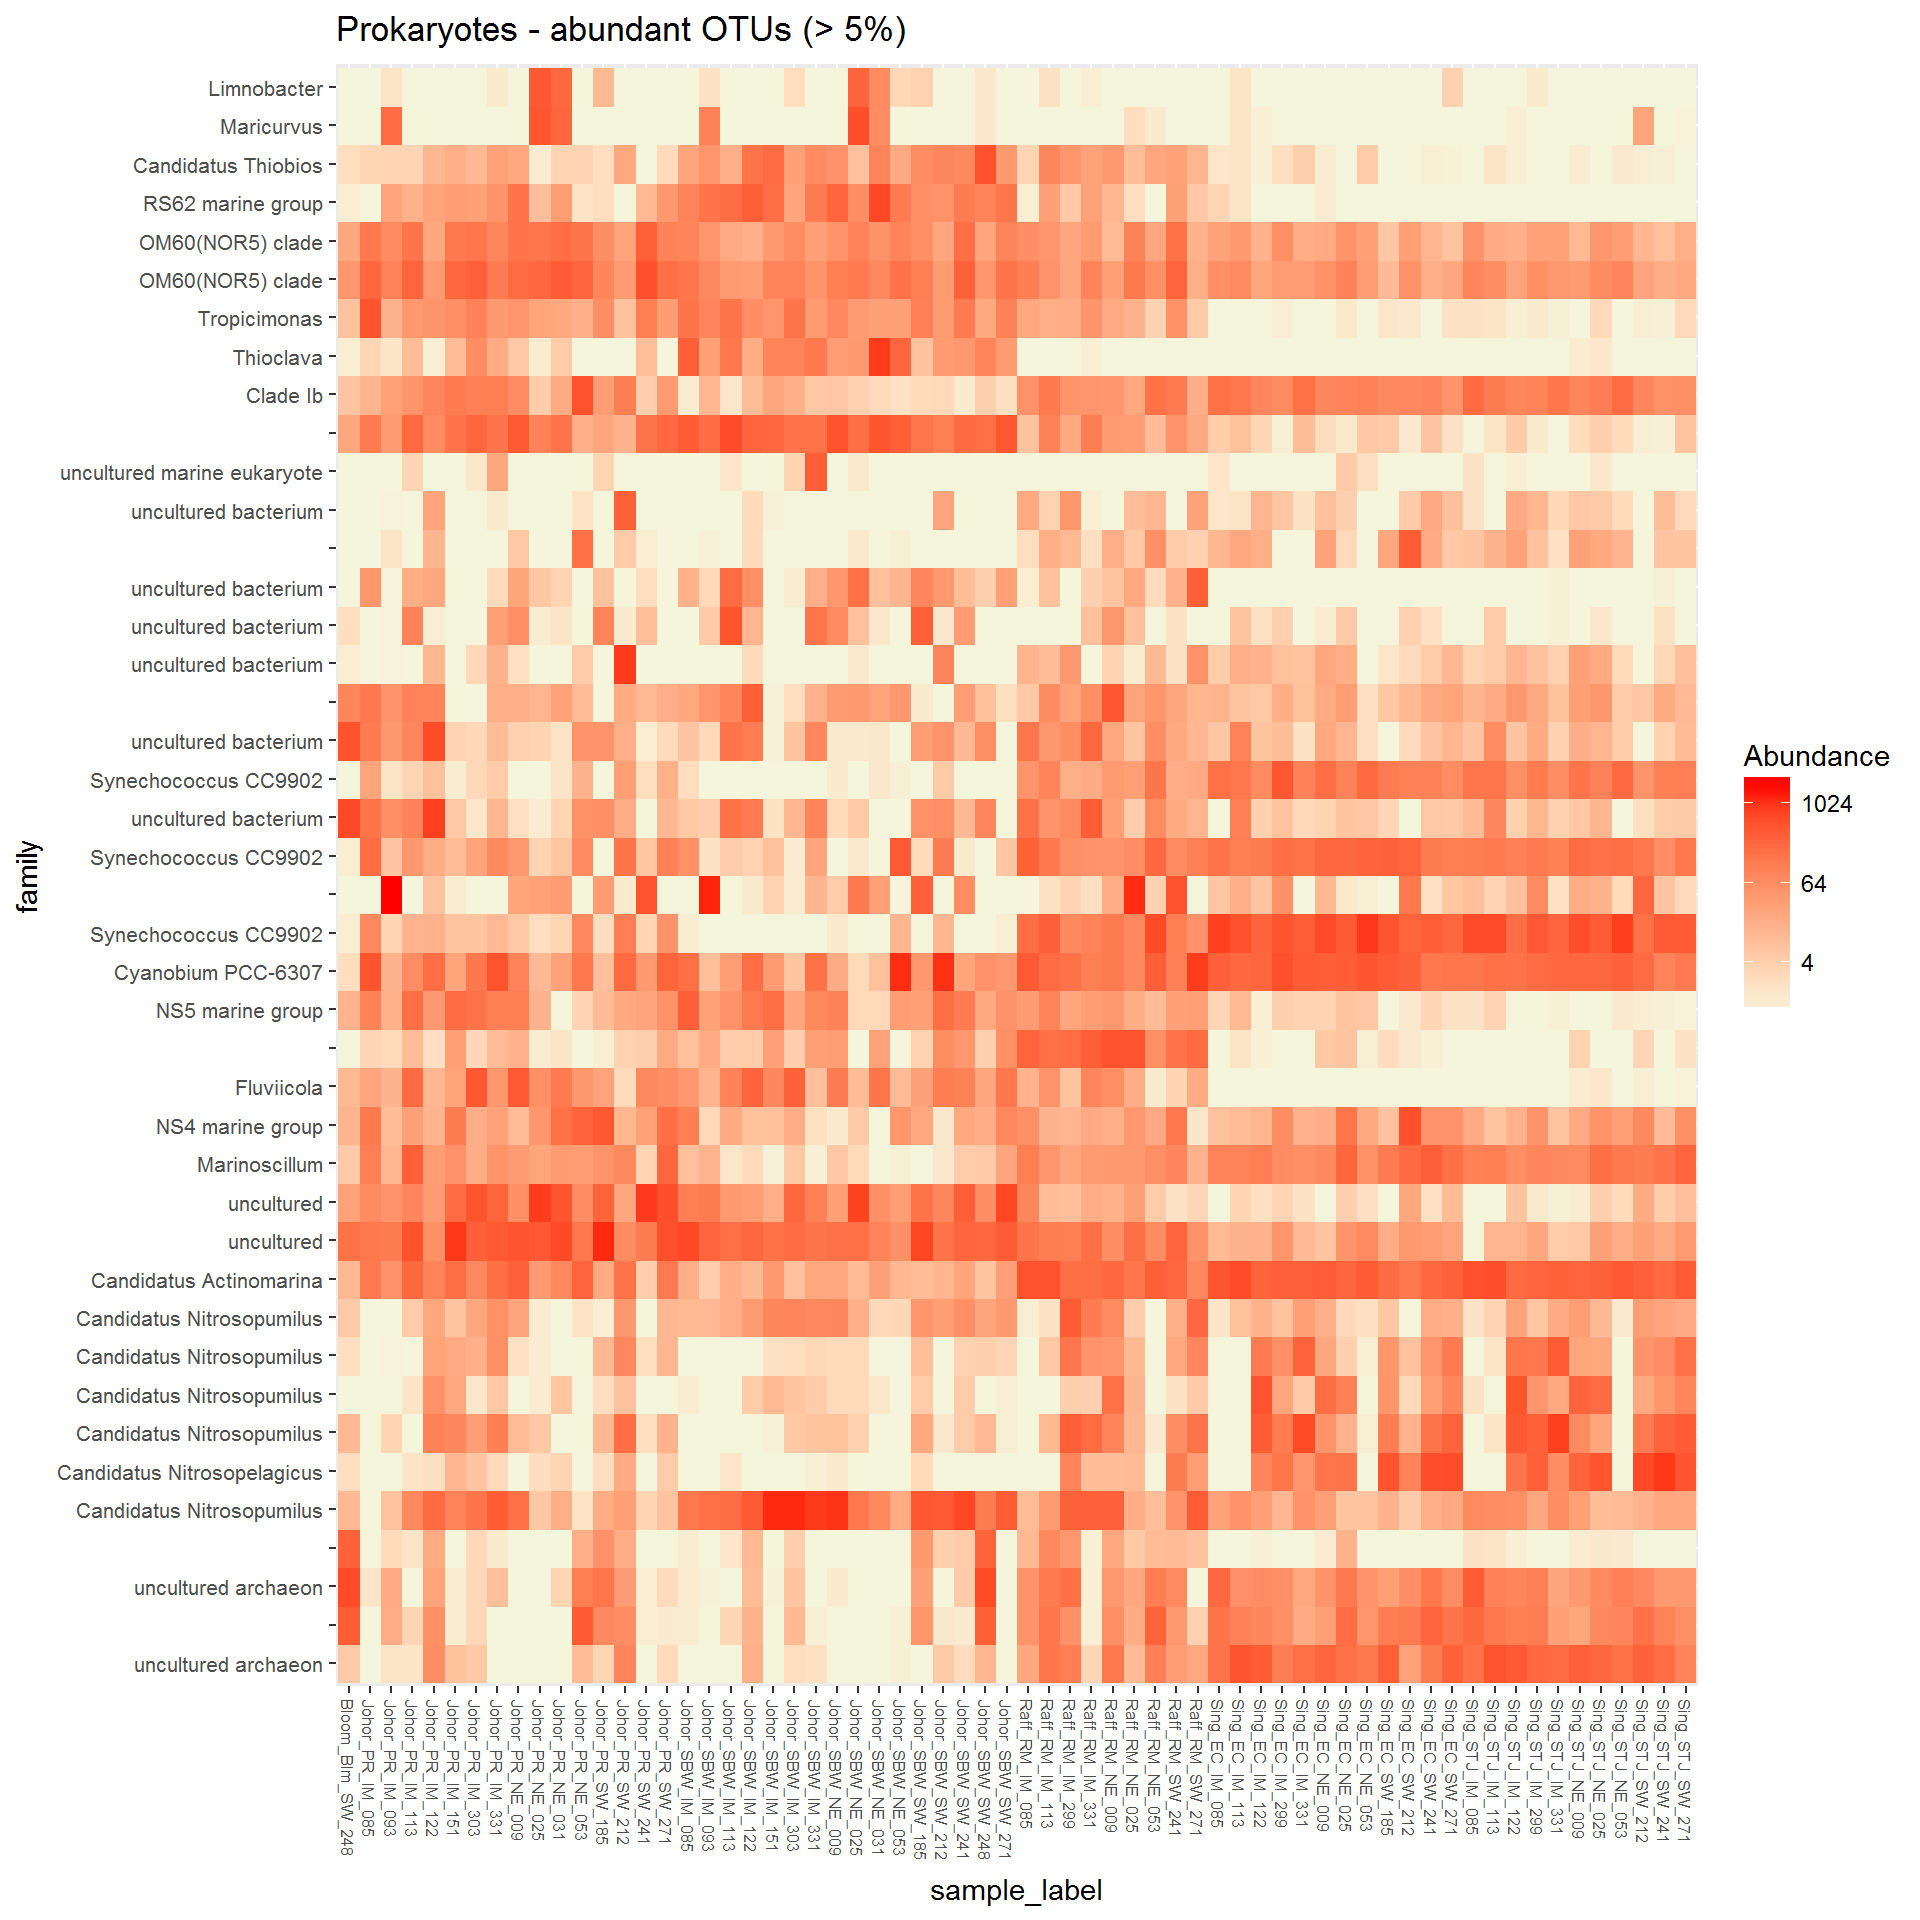 Prokaryotes - abundant OTUs (> 5%)
Limnobacter
Maricurvus
Candidatus Thiobios
RS62 marine group
OM60(NOR5) clade
OM60(NOR5) clade
Tropicimonas
Thioclava
Clade Ib
uncultured marine eukaryote
uncultured bacterium
uncultured bacterium
uncultured bacterium
uncultured bacterium
uncultured bacterium
Synechococcus CC9902
uncultured bacterium
Synechococcus CC9902
Synechococcus CC9902
Cyanobium PCC-6307
NS5 marine group
Fluviicola
NS4 marine group
Marinoscillum
uncultured
uncultured
Candidatus Actinomarina
Candidatus Nitrosopumilus
Candidatus Nitrosopumilus
Candidatus Nitrosopumilus
Candidatus Nitrosopumilus
Candidatus Nitrosopelagicus
Candidatus Nitrosopumilus
uncultured archaeon
uncultured archaeon
family
Bloom_Blm_SW_248
Johor_PR_IM_085
Johor_PR_IM_093
Johor_PR_IM_113
Johor_PR_IM_122
Johor_PR_IM_151
Johor_PR_IM_303
Johor_PR_IM_331
Johor_PR_NE_009
Johor_PR_NE_025
Johor_PR_NE_031
Johor_PR_NE_053
Johor_PR_SW_185
Johor_PR_SW_212
Johor_PR_SW_241
Johor_PR_SW_271
Johor_SBW_IM_085
Johor_SBW_IM_093
Johor_SBW_IM_113
Johor_SBW_IM_122
Johor_SBW_IM_151
Johor_SBW_IM_303
Johor_SBW_IM_331
Johor_SBW_NE_009
Johor_SBW_NE_025
Johor_SBW_NE_031
Johor_SBW_NE_053
Johor_SBW_SW_185
Johor_SBW_SW_212
Johor_SBW_SW_241
Johor_SBW_SW_248
Johor_SBW_SW_271
Raff_RM_IM_085
Raff_RM_IM_113
Raff_RM_IM_299
Raff_RM_IM_331
Raff_RM_NE_009
Raff_RM_NE_025
Raff_RM_NE_053
Raff_RM_SW_241
Raff_RM_SW_271
Sing_EC_IM_085
Sing_EC_IM_113
Sing_EC_IM_122
Sing_EC_IM_299
Sing_EC_IM_331
Sing_EC_NE_009
Sing_EC_NE_025
Sing_EC_NE_053
Sing_EC_SW_185
Sing_EC_SW_212
Sing_EC_SW_241
Sing_EC_SW_271
Sing_STJ_IM_085
Sing_STJ_IM_113
Sing_STJ_IM_122
Sing_STJ_IM_299
Sing_STJ_IM_331
Sing_STJ_NE_009
Sing_STJ_NE_025
Sing_STJ_NE_053
Sing_STJ_SW_212
Sing_STJ_SW_241
Sing_STJ_SW_271
sample_label
Abundance
1024
64
4